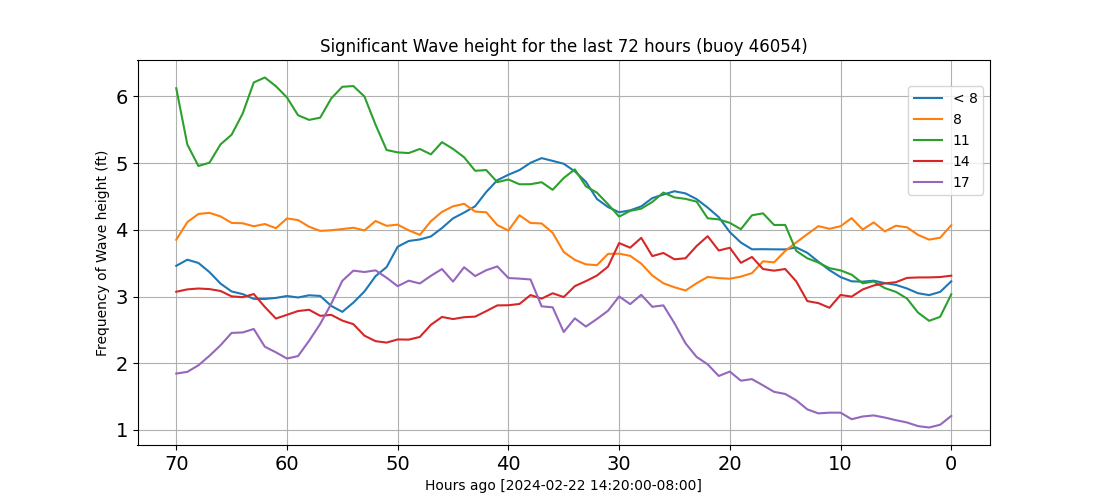 Significant Wave height for the last 72 hours (buoy 46054)
Frequency of Wave height (ft)
6
5
4
3
2
1
< 8
8
11
14
17
70 60 50 40 30 20 10 0
Hours ago [2024-02-22 14:20:00-08:00]